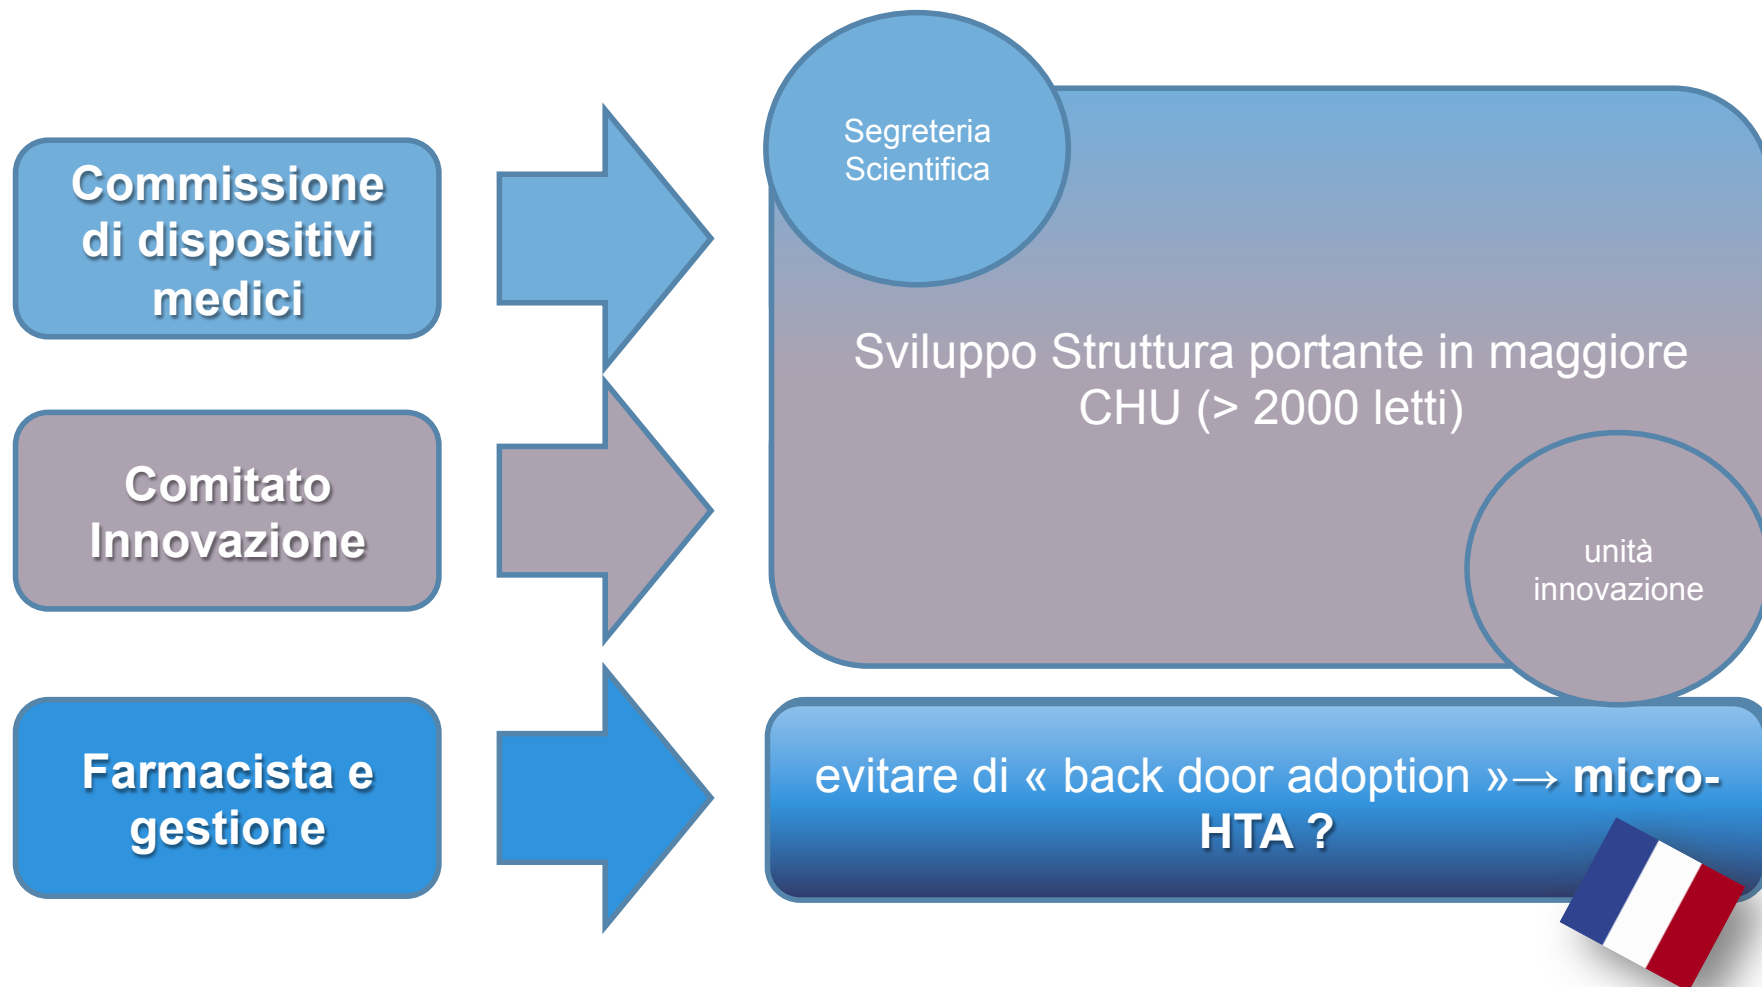 Commissione
di dispositivi
medici
Segreteria
Scientifica
Sviluppo Struttura portante in maggiore
CHU (> 2000 letti)
Comitato
Innovazione
unità
innovazione
Farmacista e
gestione
evitare di « back door adoption »→ micro-
HTA ?